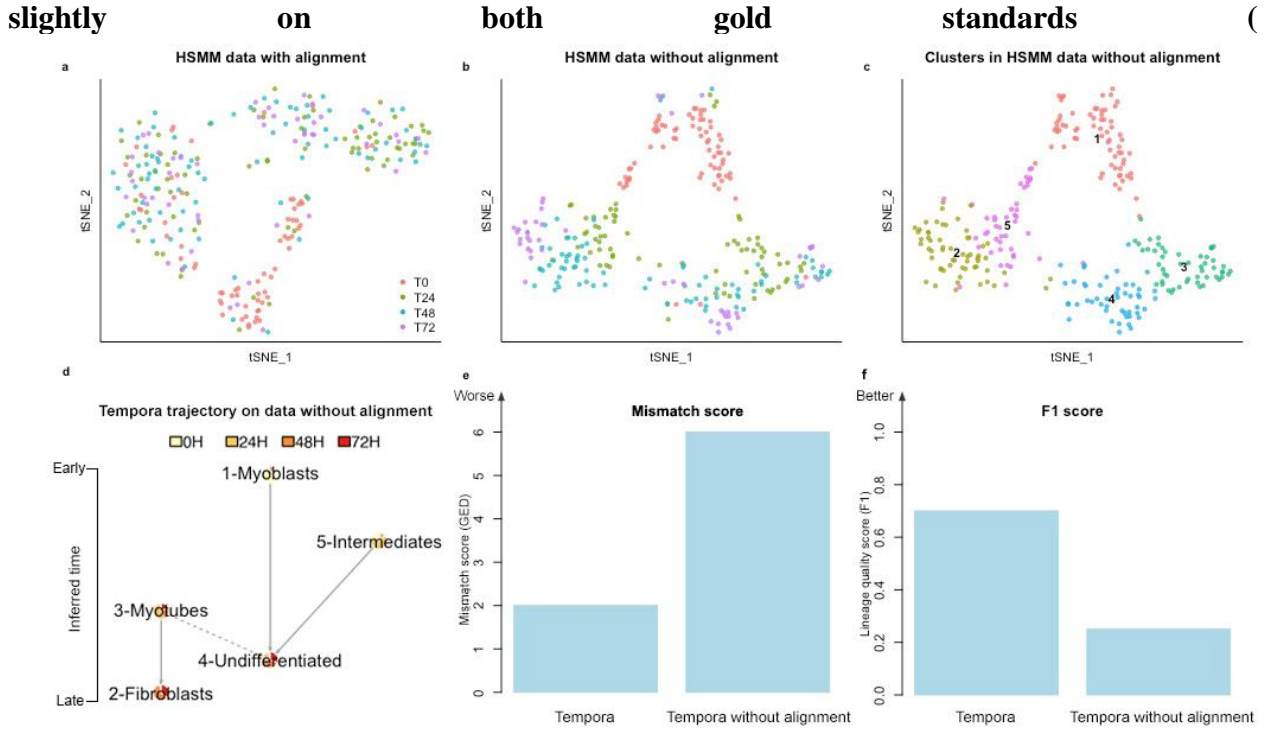 slightly on both gold standards (
a
HSMM data with alignment
tSNE_2
T0
T24
T48
T72
tSNE_1
b
HSMM data without alignment
tSNE_2
tSNE_1
c
Clusters in HSMM data without alignment
tSNE_2
1
5
2
3
4
tSNE_1
d
Tempora trajectory on data without alignment
0H 24H 48H 72H
Early
Inferred time
Late
1-Myoblasts
5-Intermediates
3-Myotubes
4-Undifferentiated
2-Fibroblasts
e
Worse
Mismatch score
Mismatch score (GED)
6
5
4
3
2
1
0
Tempora
Tempora without alignment
f
Better
F1 score
Lineage quality score (F1)
1.0
0.8
0.6
0.4
0.2
0.0
Tempora
Tempora without alignment